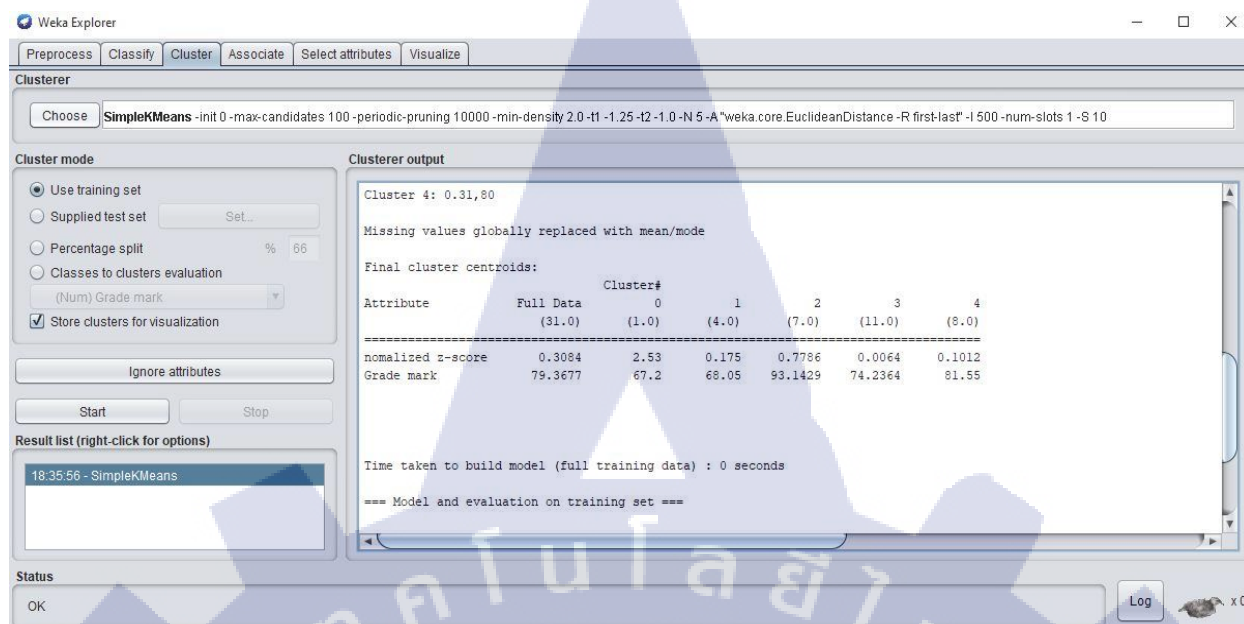 Weka Explorer
Preprocess Classify Cluster Associate Select attributes Visualize
Clusterer
Choose SimpleKMeans -init 0 -max-candidates 100 -periodic-pruning 10000 -min-density 2.0 -t1 -1.25 -t2 -1.0 -N 5 -A "weka.core.EuclideanDistance -R first-last" -I 500 -num-slots 1 -S 10
Cluster mode
Use training set
Supplied test set Set...
Percentage split % 66
Classes to clusters evaluation
(Num) Grade mark
Store clusters for visualization
Ignore attributes
Start Stop
Result list (right-click for options)
18:35:56 - SimpleKMeans
Clusterer output
Cluster 4: 0.31,80
Missing values globally replaced with mean/mode
Final cluster centroids:
Cluster#
Attribute Full Data 0 1 2 3 4
(31.0) (1.0) (4.0) (7.0) (11.0) (8.0)
==========================================================================
nomalized z-score 0.3084 2.53 0.175 0.7786 0.0064 0.1012
Grade mark 79.3677 67.2 68.05 93.1429 74.2364 81.55
Time taken to build model (full training data) : 0 seconds
=== Model and evaluation on training set ===
Status
OK
Log x 0
คโนโลยีไ